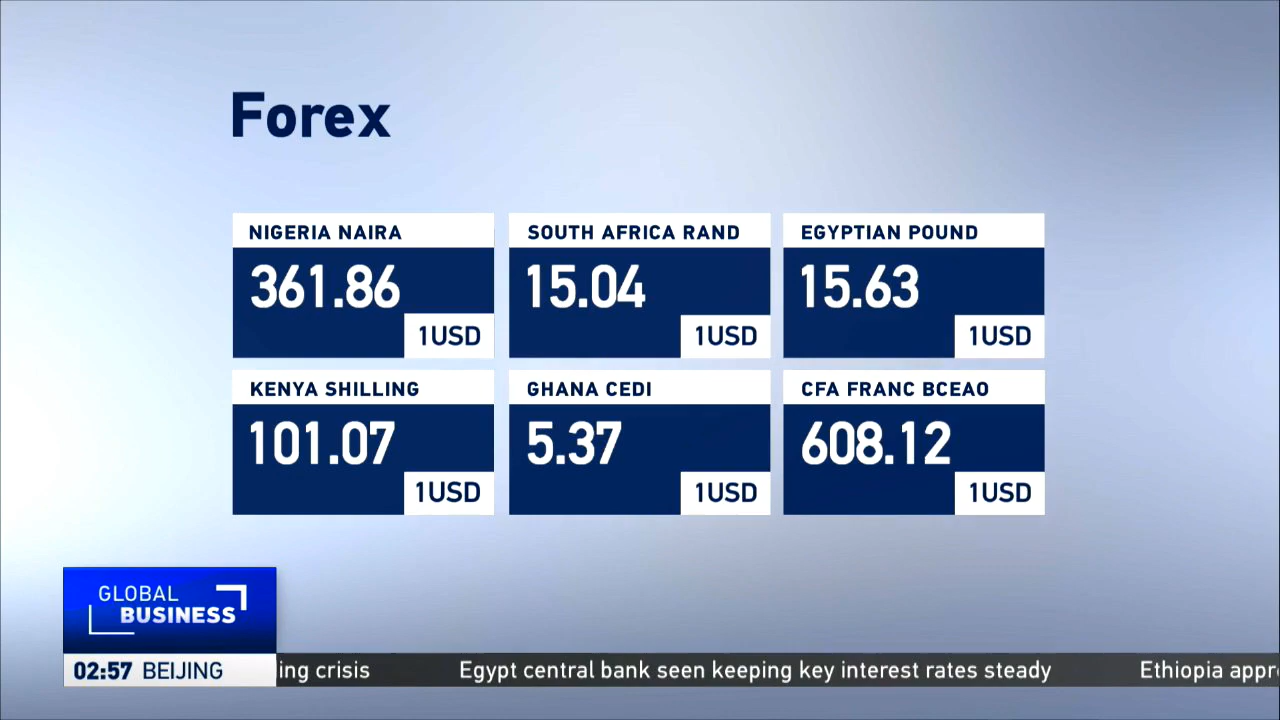 Forex
NIGERIA NAIRA
361.86
1USD
SOUTH AFRICA RAND
15.04
1USD
EGYPTIAN POUND
15.63
1USD
KENYA SHILLING
101.07
1USD
GHANA CEDI
5.37
1USD
CFA FRANC BCEAO
608.12
1USD
GLOBAL
BUSINESS
02:57 BEIJING
ing crisis Egypt central bank seen keeping key interest rates steady Ethiopia appr